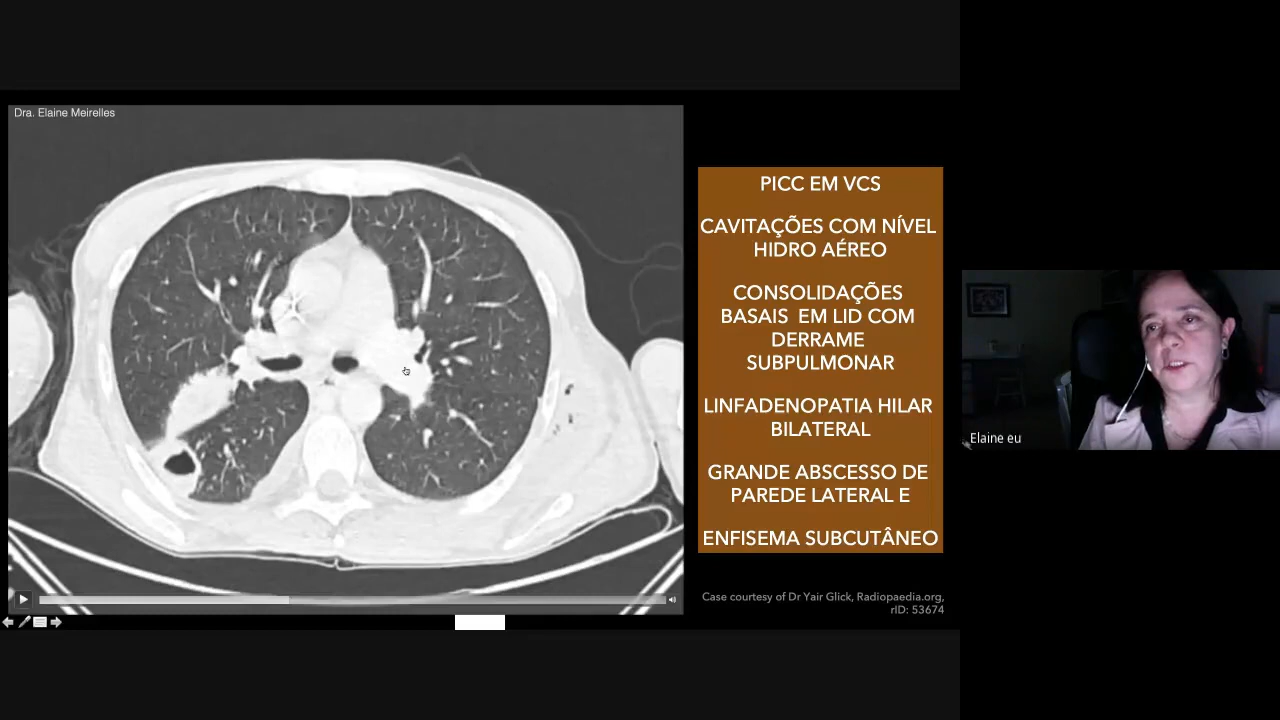 Dra. Elaine Meirelles
PICC EM VCS
CAVITAÇÕES COM NÍVEL
HIDRO AÉREO
CONSOLIDAÇÕES
BASAIS EM LID COM
DERRAME
SUBPULMONAR
LINFADENOPATIA HILAR
BILATERAL
GRANDE ABSCESSO DE
PAREDE LATERAL E
ENFISEMA SUBCUTÂNEO
Case courtesy of Dr Yair Glick, Radiopaedia.org,
rID: 53674
Elaine eu